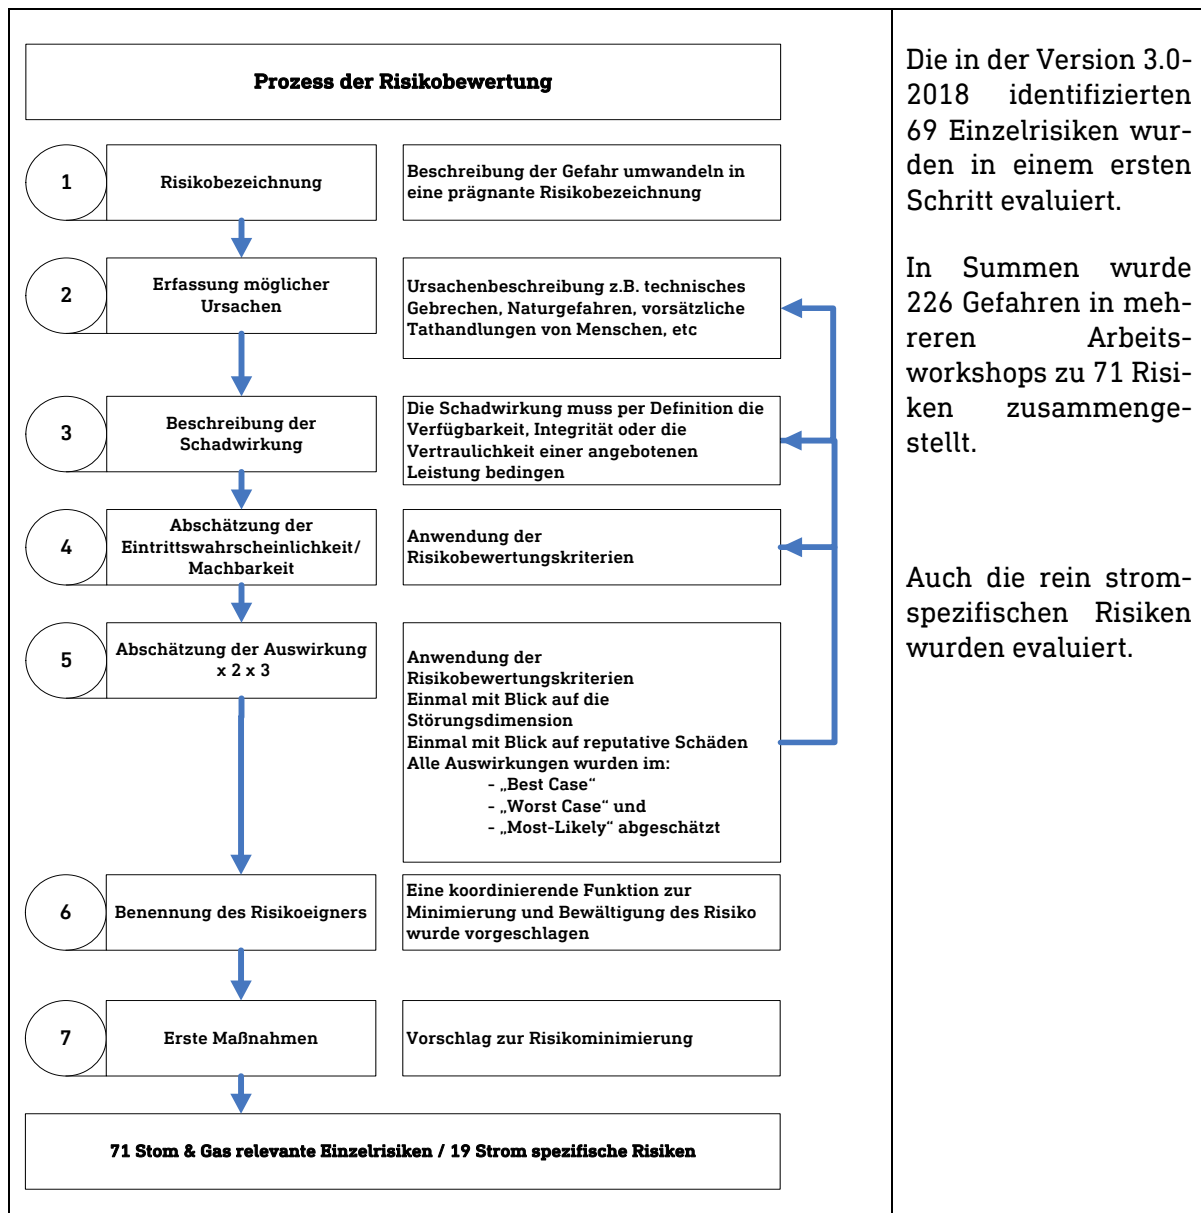 Prozess der Risikobewertung
1
Risikobezeichnung
Beschreibung der Gefahr umwandeln in
eine prägnante Risikobezeichnung
2
Erfassung möglicher
Ursachen
Ursachenbeschreibung z.B. technisches
Gebrechen, Naturgefahren, vorsätzliche
Tathandlungen von Menschen, etc
3
Beschreibung der
Schadwirkung
Die Schadwirkung muss per Definition die
Verfügbarkeit, Integrität oder die
Vertraulichkeit einer angebotenen
Leistung bedingen
4
Abschätzung der
Eintrittswahrscheinlichkeit/
Machbarkeit
Anwendung der
Risikobewertungskriterien
5
Abschätzung der Auswirkung
x 2 x 3
Anwendung der
Risikobewertungskriterien
Einmal mit Blick auf die
Störungsdimension
Einmal mit Blick auf reputative Schäden
Alle Auswirkungen wurden im:
- „Best Case“
- „Worst Case“ und
- „Most-Likely“ abgeschätzt
6
Benennung des Risikoeigners
Eine koordinierende Funktion zur
Minimierung und Bewältigung des Risiko
wurde vorgeschlagen
7
Erste Maßnahmen
Vorschlag zur Risikominimierung
71 Stom & Gas relevante Einzelrisiken / 19 Strom spezifische Risiken
Die in der Version 3.0-
2018 identifizierten
69 Einzelrisiken wur-
den in einem ersten
Schritt evaluiert.
In Summen wurde
226 Gefahren in meh-
reren Arbeits-
workshops zu 71 Risi-
ken zusammenge-
stellt.
Auch die rein strom-
spezifischen Risiken
wurden evaluiert.